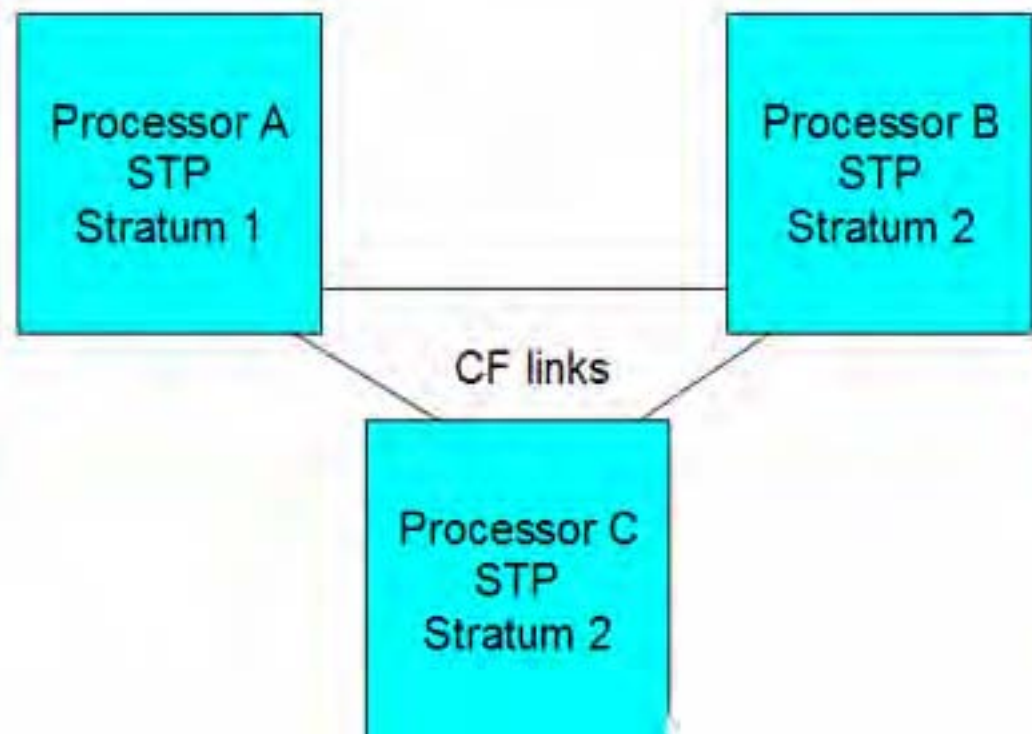 Processor A
STP
Stratum 1
Processor B
STP
Stratum 2
CF links
Processor C
STP
Stratum 2